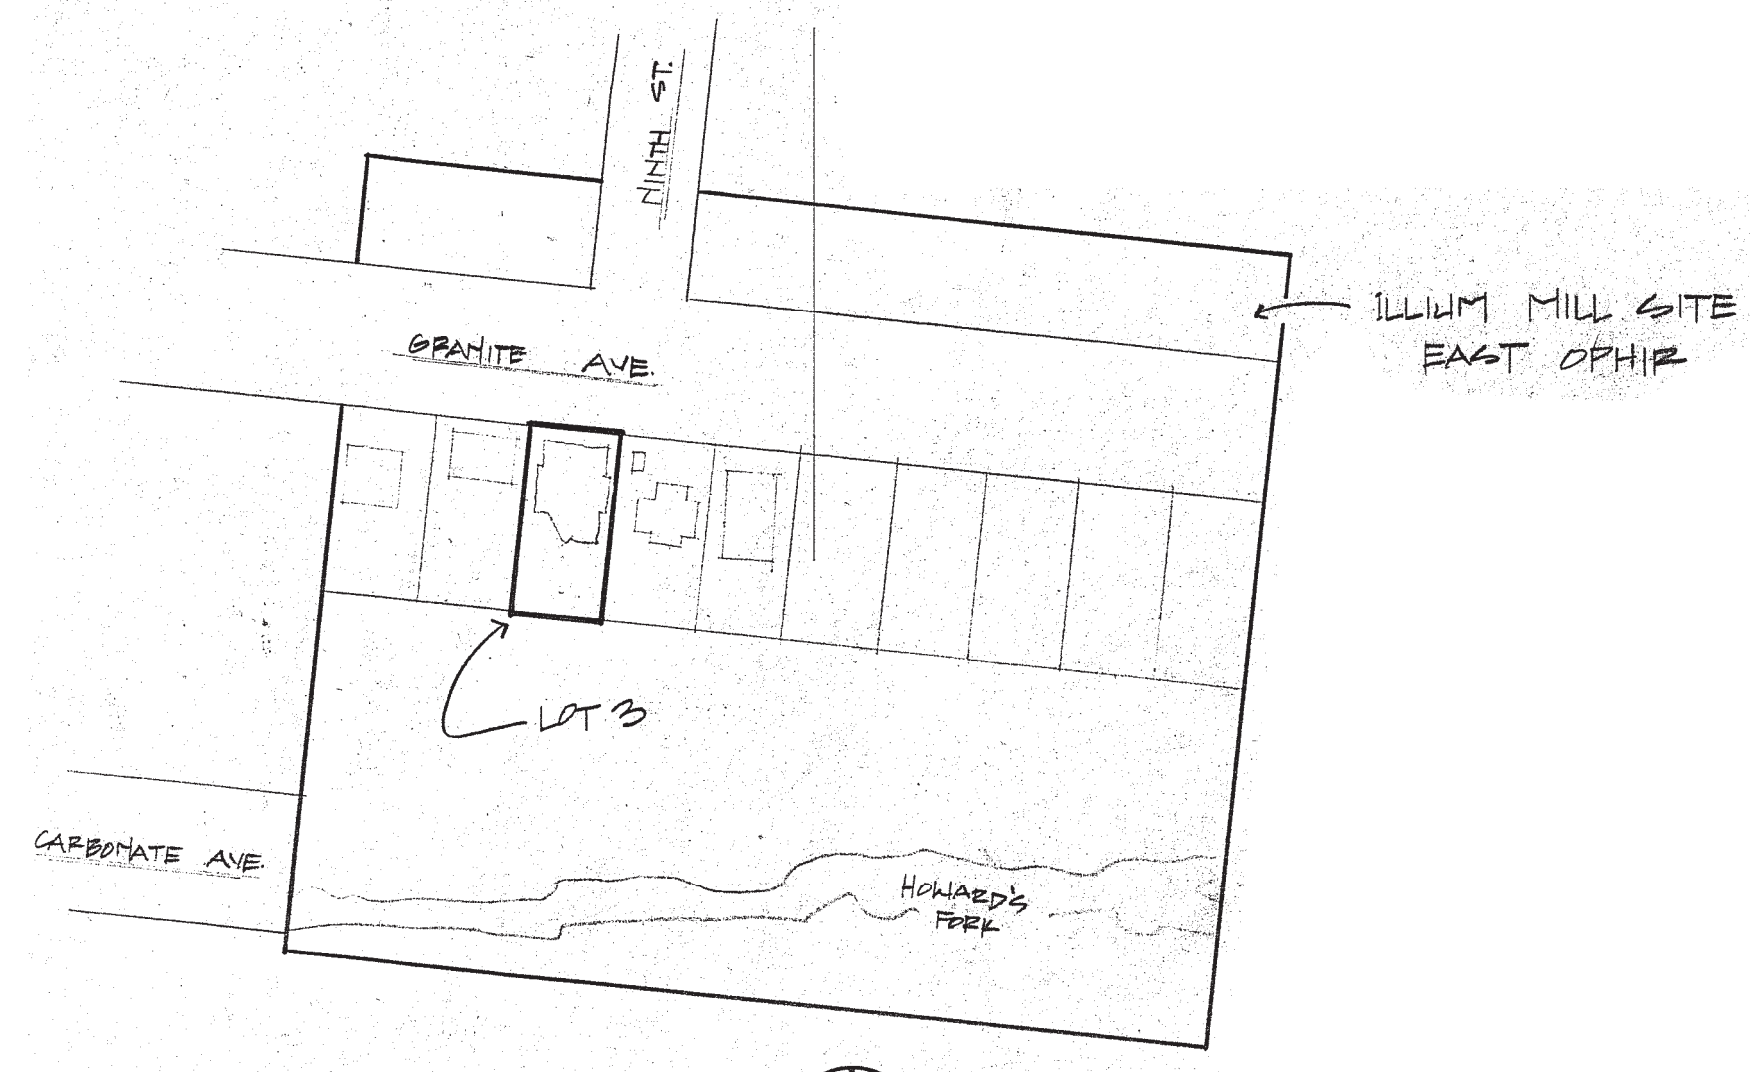 NINTH ST.
ILLIUM MILL SITE
EAST OPHIR
GRANITE AVE.
LOT 3
CARBONATE AVE.
HOWARD'S
FORK